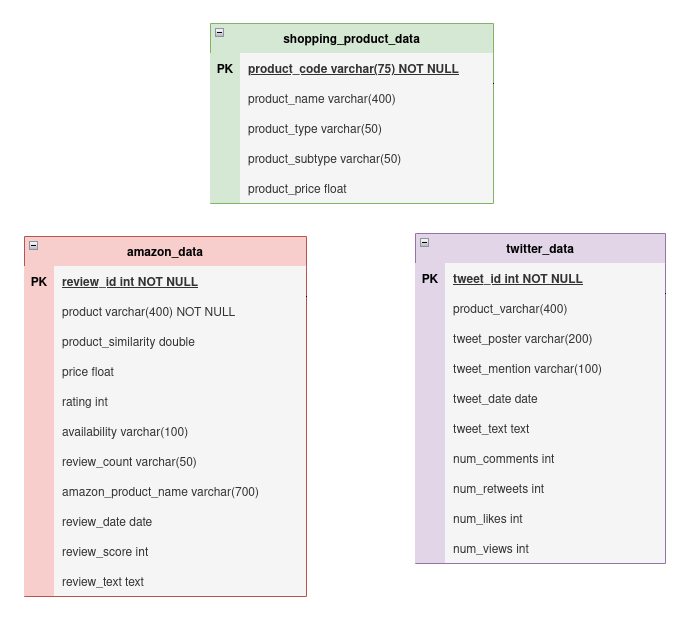 shopping_product_data
PK product_code varchar(75) NOT NULL
product_name varchar(400)
product_type varchar(50)
product_subtype varchar(50)
product_price float
amazon_data
PK review_id int NOT NULL
product varchar(400) NOT NULL
product_similarity double
price float
rating int
availability varchar(100)
review_count varchar(50)
amazon_product_name varchar(700)
review_date date
review_score int
review_text text
twitter_data
PK tweet_id int NOT NULL
product_varchar(400)
tweet_poster varchar(200)
tweet_mention varchar(100)
tweet_date date
tweet_text text
num_comments int
num_retweets int
num_likes int
num_views int